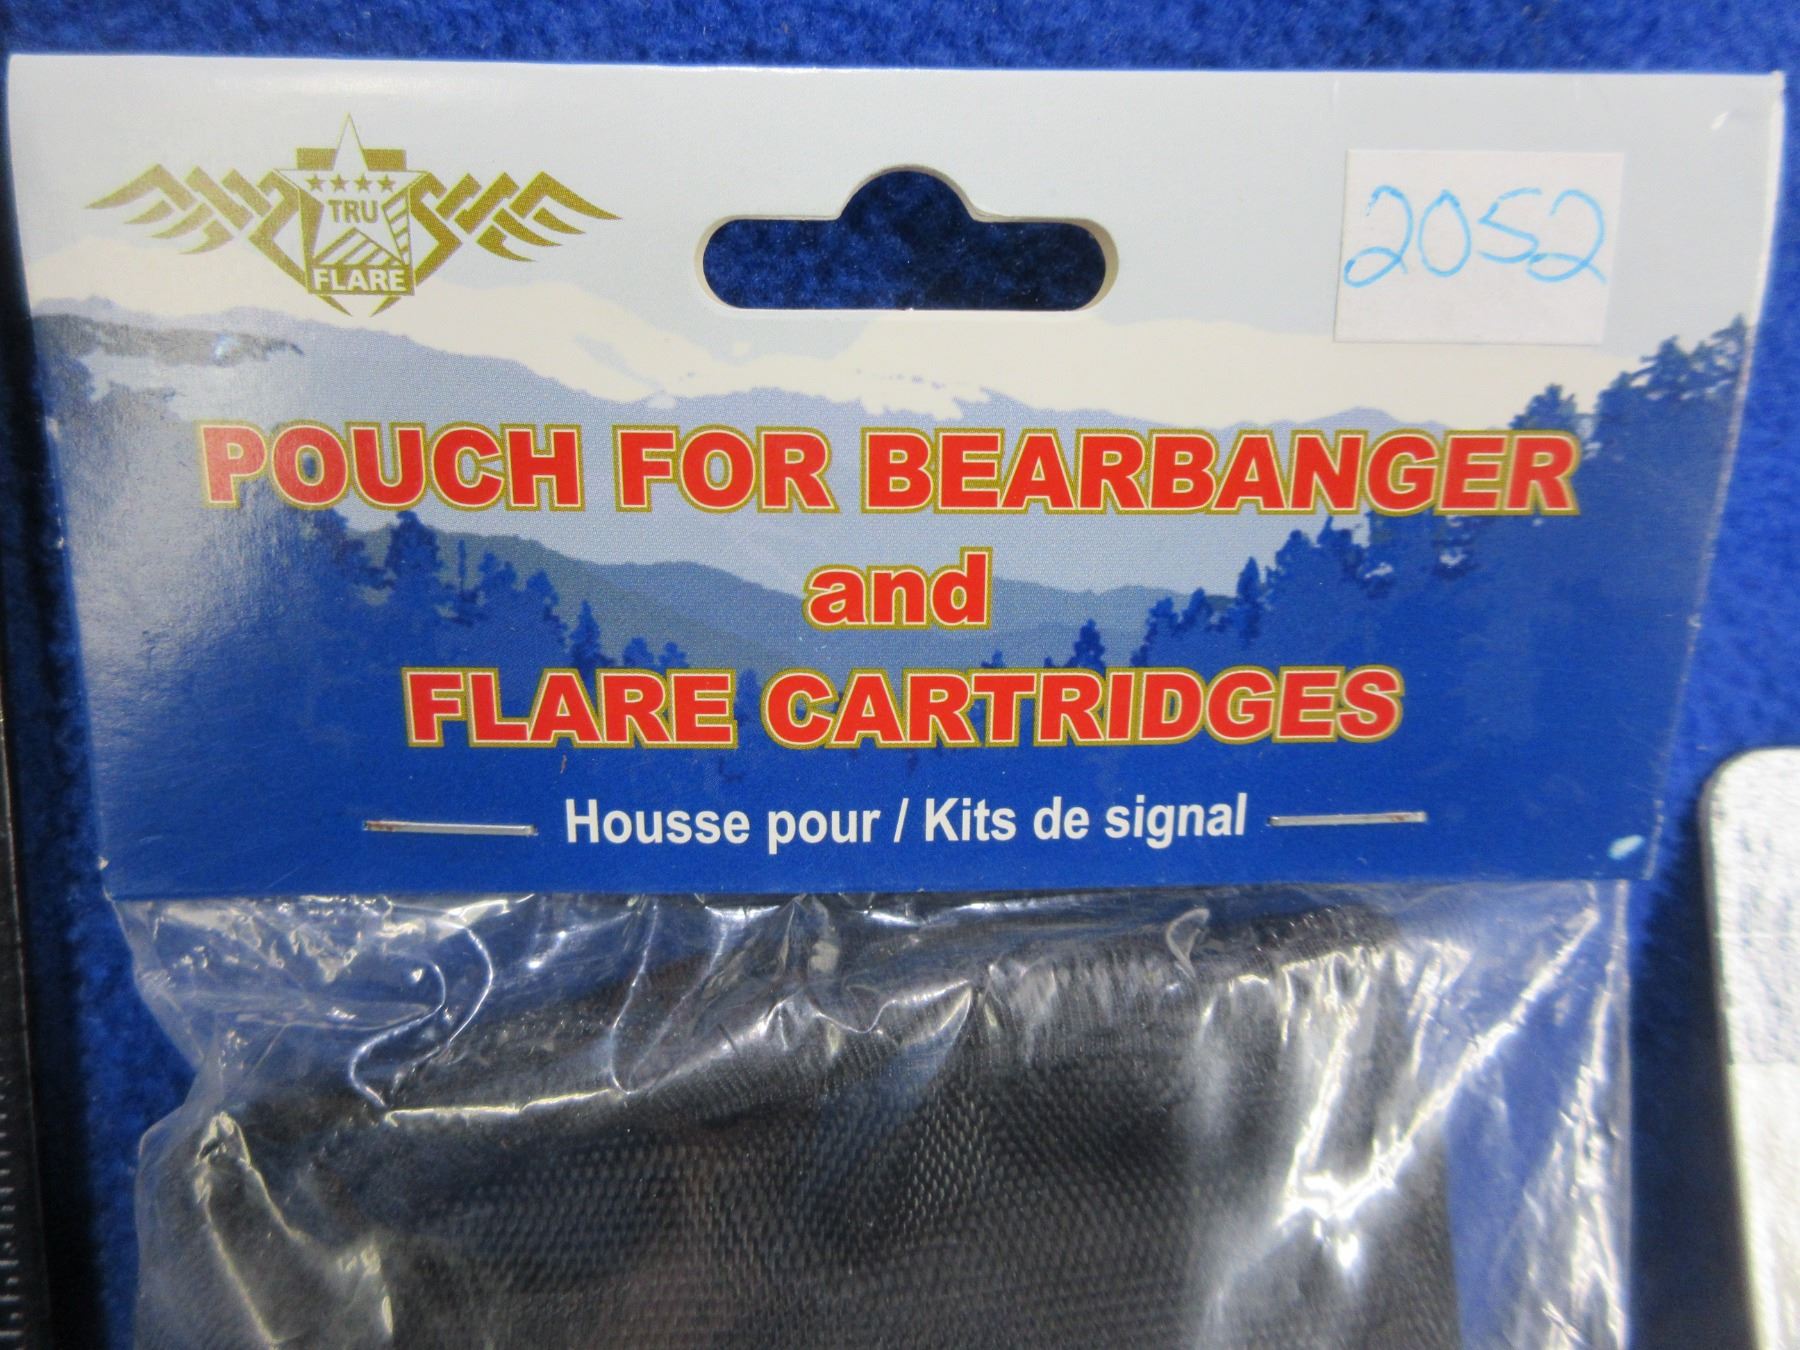 TRU
FLARE
2052
POUCH FOR BEARBANGER
and
FLARE CARTRIDGES
Housse pour / Kits de signal